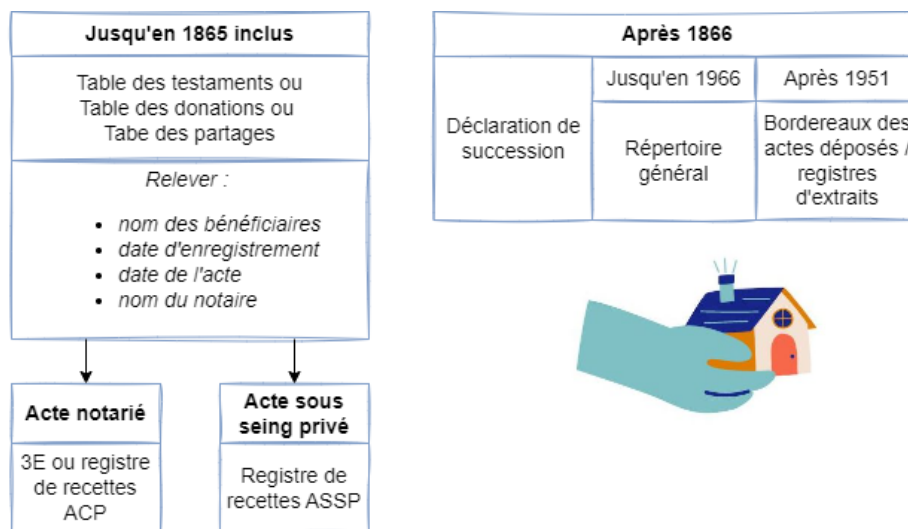 Jusqu'en 1865 inclus
Table des testaments ou
Table des donations ou
Tabe des partages
Relever :
• nom des bénéficiaires
• date d'enregistrement
• date de l'acte
• nom du notaire
Acte notarié
3E ou registre
de recettes
ACP
Acte sous
seing privé
Registre de
recettes ASSP
Après 1866
Déclaration de
succession
Jusqu'en 1966
Répertoire
général
Après 1951
Bordereaux des
actes déposés /
registres
d'extraits